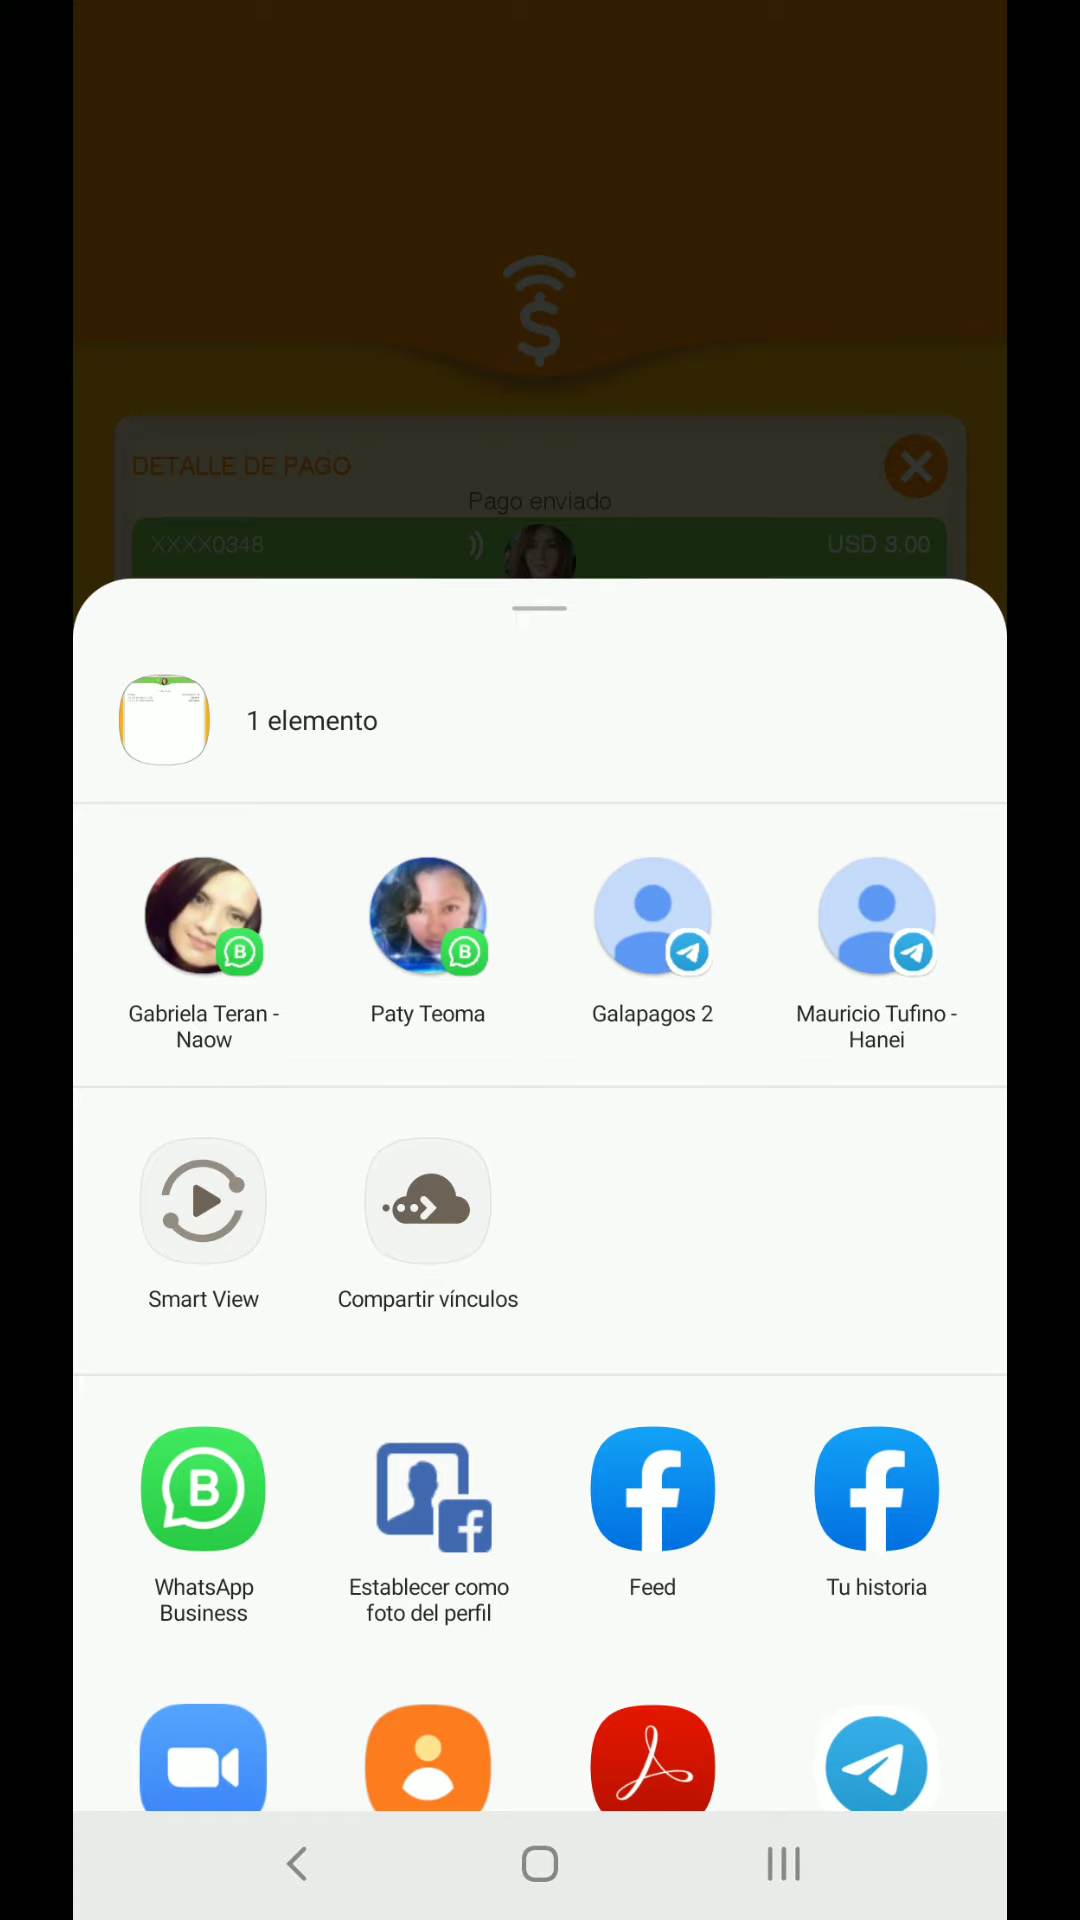 DETALLE DE PAGO
Pago enviado
XXXX0348
USD 3.00
1 elemento
Gabriela Teran -
Naow
Paty Teoma
Galapagos 2
Mauricio Tufino -
Hanei
Smart View
Compartir vínculos
WhatsApp
Business
Establecer como
foto del perfil
Feed
Tu historia